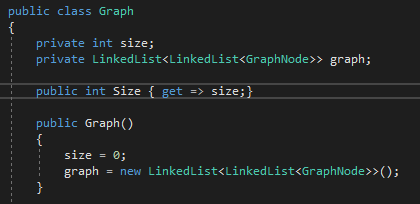 public class Graph
{
private int size;
private LinkedList<LinkedList<GraphNode>> graph;
public int Size { get => size;}
public Graph()
{
size = 0;
graph = new LinkedList<LinkedList<GraphNode>>();
}